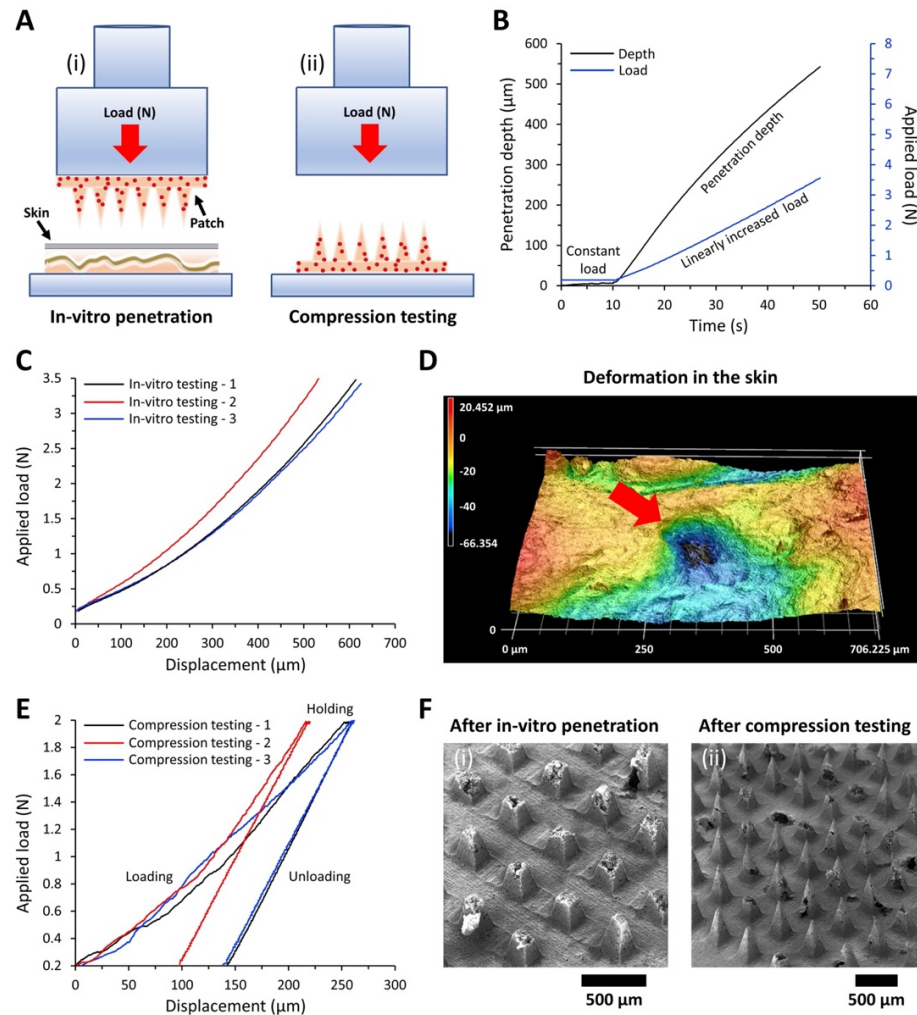 A
(i)
Load (N)
Skin
Patch
In-vitro penetration
(ii)
Load (N)
Compression testing
B
Depth
Load
Penetration depth (µm)
600
500
400
300
200
100
0
Applied load (N)
8
7
6
5
4
3
2
1
0
Penetration depth
Linearly increased load
Constant
load
0
10
20
30
40
50
60
Time (s)
C
In-vitro testing - 1
In-vitro testing - 2
In-vitro testing - 3
Applied load (N)
3.5
3
2.5
2
1.5
1
0.5
0
0
100
200
300
400
500
600
700
Displacement (µm)
D
Deformation in the skin
20.452 µm
0
-20
-40
-66.354
0
0 µm
250
500
706.225 µm
E
Holding
Compression testing - 1
Compression testing - 2
Compression testing - 3
Loading
Unloading
Applied load (N)
2
1.8
1.6
1.4
1.2
1
0.8
0.6
0.4
0.2
0
50
100
150
200
250
300
Displacement (µm)
F
After in-vitro penetration
(i)
500 µm
After compression testing
(ii)
500 µm